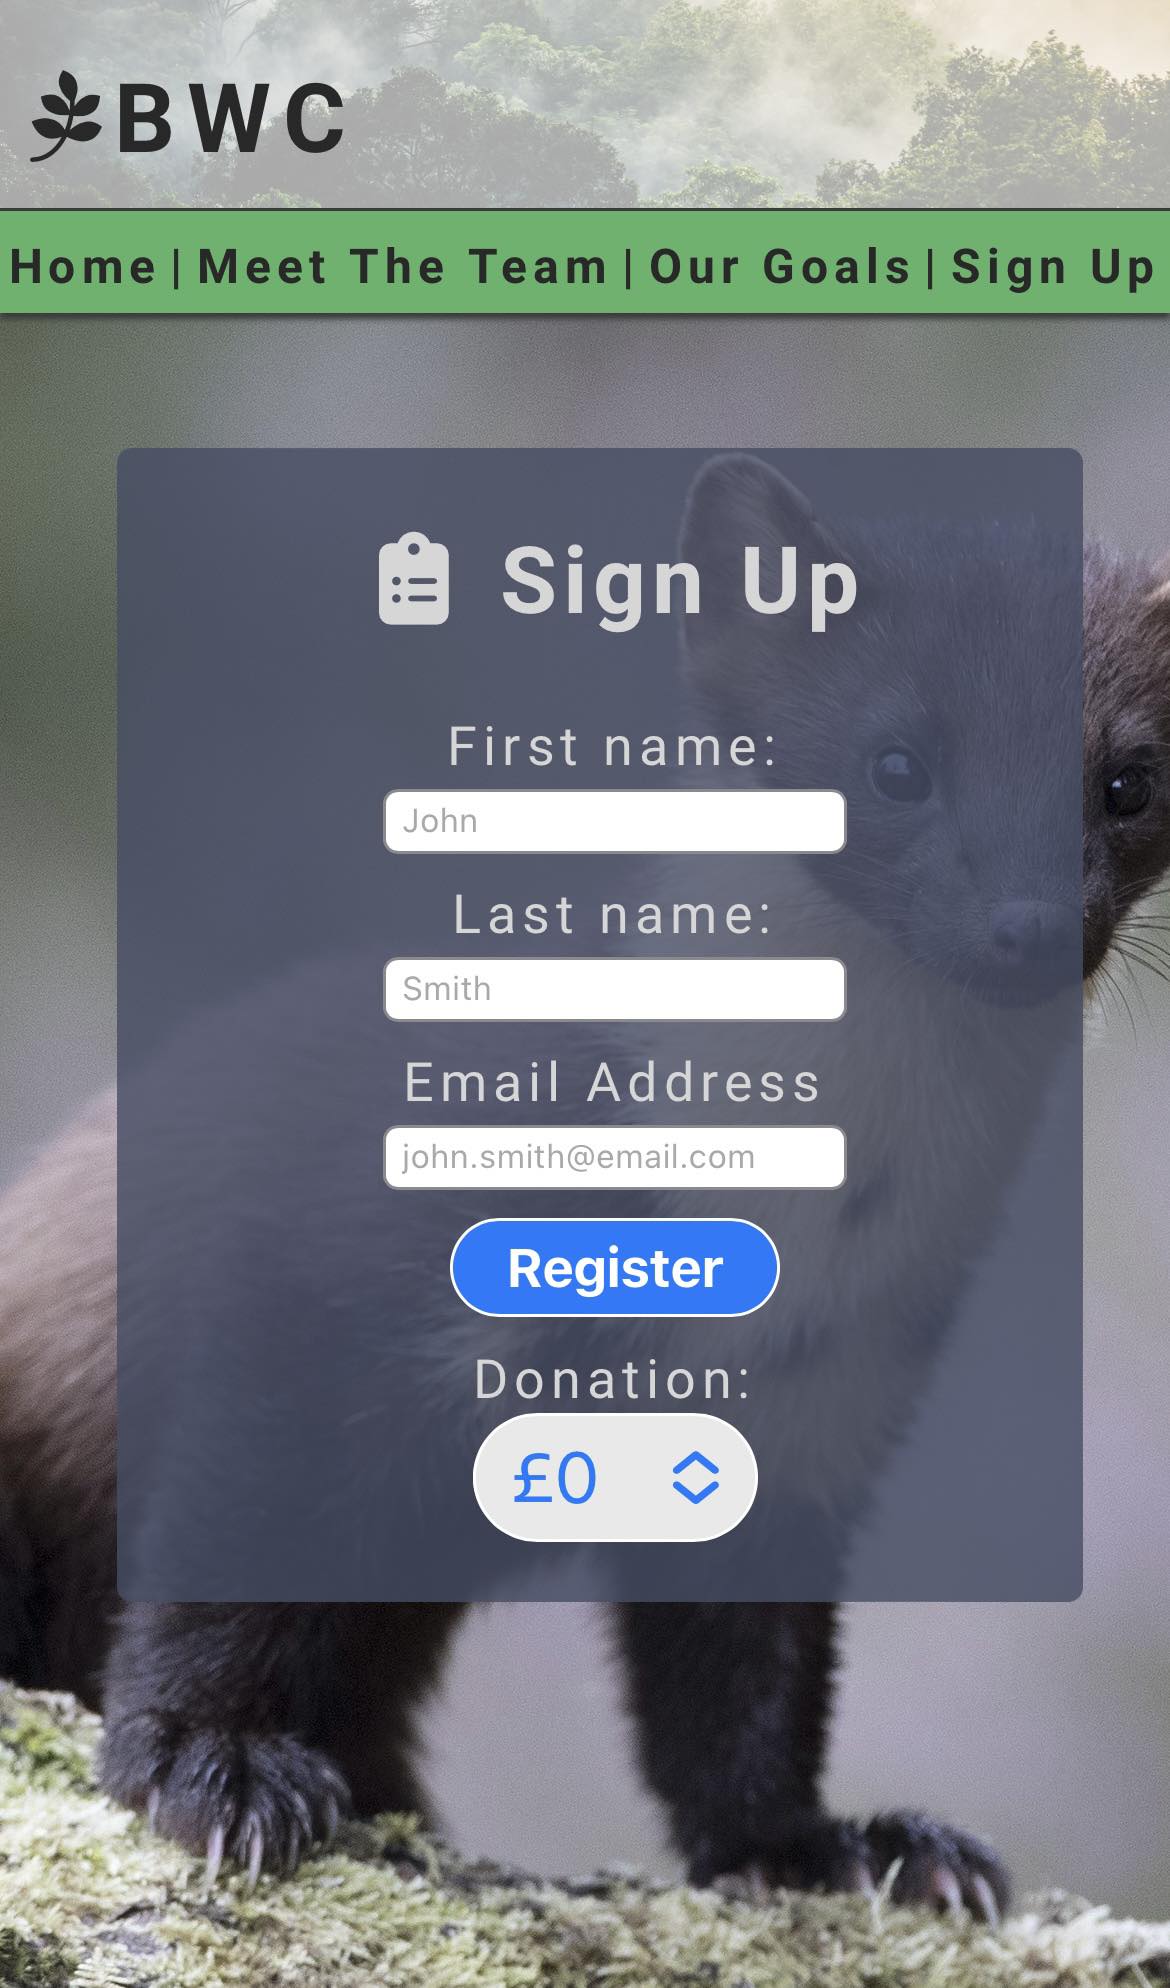 BWC
Home | Meet The Team | Our Goals | Sign Up
Sign Up
First name:
John
Last name:
Smith
Email Address
john.smith@email.com
Register
Donation:
£0